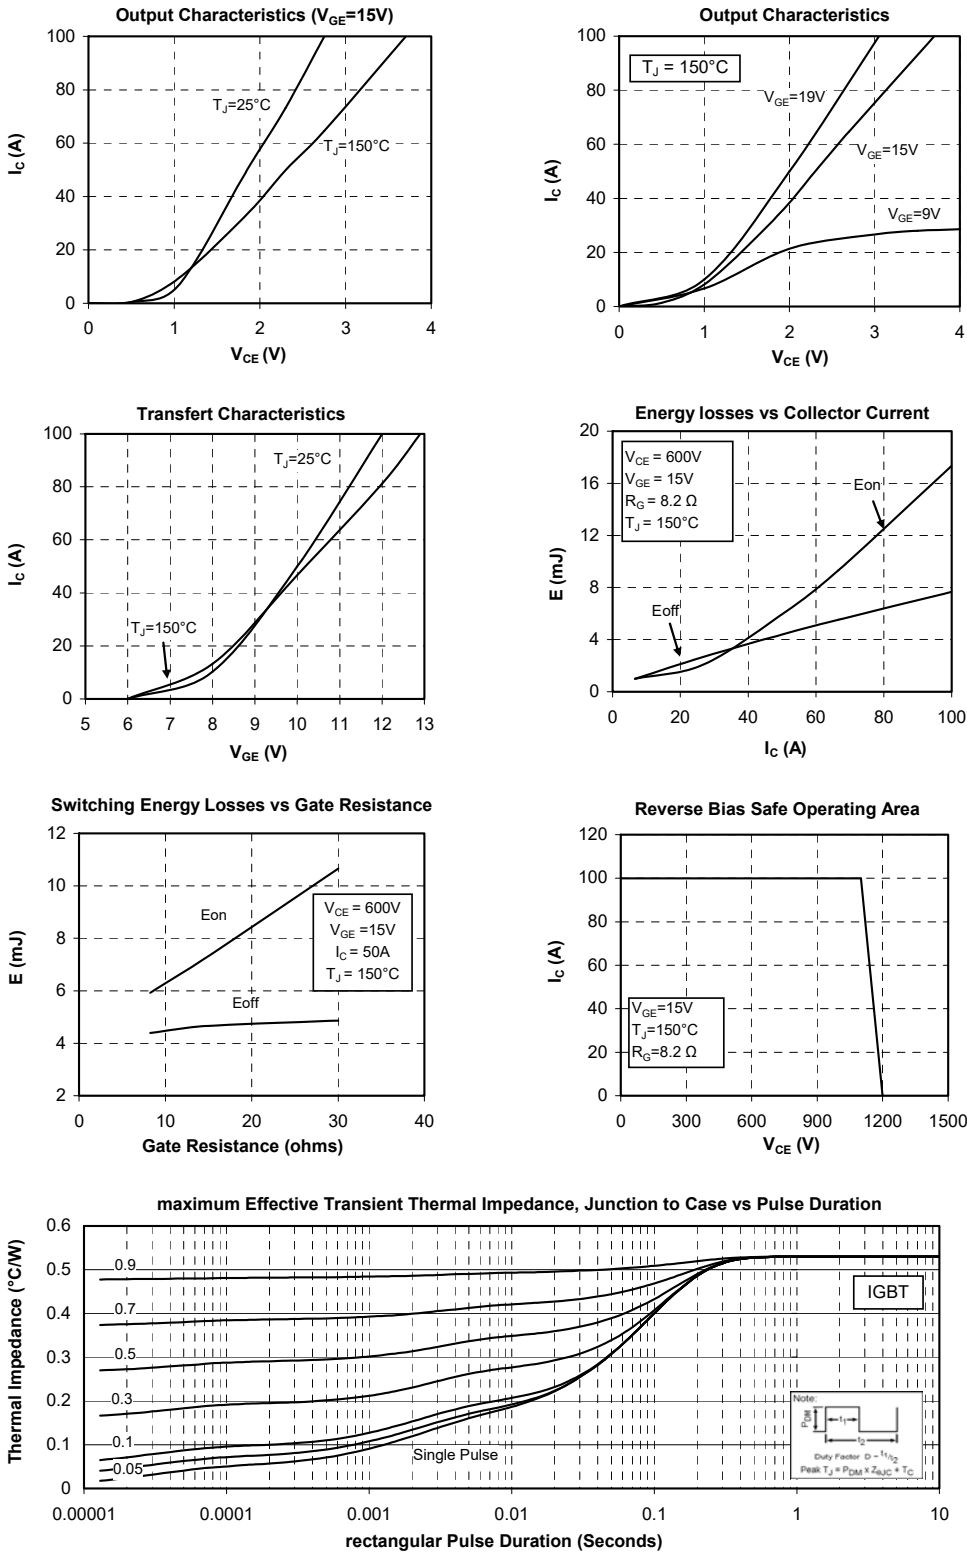 Output Characteristics (VGE=15V)
100
80
60
40
20
0
0 1 2 3 4
IC (A)
VCE (V)
TJ=25°C
TJ=150°C
Output Characteristics
TJ = 150°C
100
80
60
40
20
0
0 1 2 3 4
IC (A)
VCE (V)
VGE=19V
VGE=15V
VGE=9V
Transfert Characteristics
100
80
60
40
20
0
5 6 7 8 9 10 11 12 13
IC (A)
VGE (V)
TJ=25°C
TJ=150°C
Energy losses vs Collector Current
20
16
12
8
4
0
0 20 40 60 80 100
E (mJ)
IC (A)
VCE = 600V
VGE = 15V
RG = 8.2 Ω
TJ = 150°C
Eon
Eoff
Switching Energy Losses vs Gate Resistance
12
10
8
6
4
2
0 10 20 30 40
E (mJ)
Gate Resistance (ohms)
Eon
Eoff
VCE = 600V
VGE =15V
IC = 50A
TJ = 150°C
Reverse Bias Safe Operating Area
120
100
80
60
40
20
0
0 300 600 900 1200 1500
IC (A)
VCE (V)
VGE=15V
TJ=150°C
RG=8.2 Ω
maximum Effective Transient Thermal Impedance, Junction to Case vs Pulse Duration
0.6
0.5
0.4
0.3
0.2
0.1
0
0.00001 0.0001 0.001 0.01 0.1 1 10
Thermal Impedance (°C/W)
rectangular Pulse Duration (Seconds)
0.9
0.7
0.5
0.3
0.1
0.05
Single Pulse
IGBT
Note:
PDM
t1
t2
Duty Factor D = t1/t2
Peak TJ = PDM x ZθJC + TC